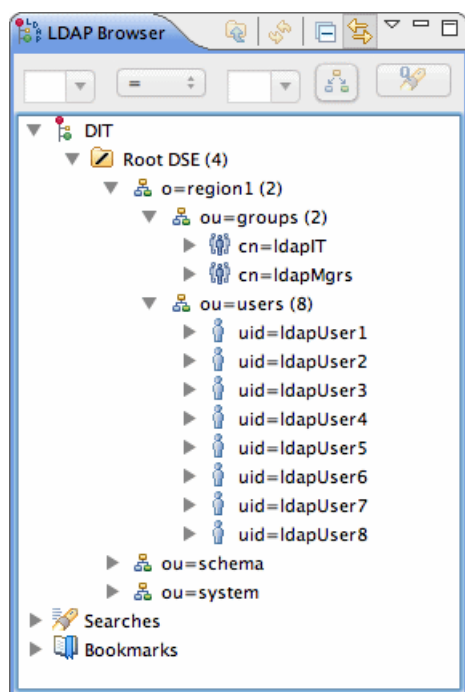 LDAP Browser
=
DIT
Root DSE (4)
o=region1 (2)
ou=groups (2)
cn=ldapIT
cn=ldapMgrs
ou=users (8)
uid=ldapUser1
uid=ldapUser2
uid=ldapUser3
uid=ldapUser4
uid=ldapUser5
uid=ldapUser6
uid=ldapUser7
uid=ldapUser8
ou=schema
ou=system
Searches
Bookmarks